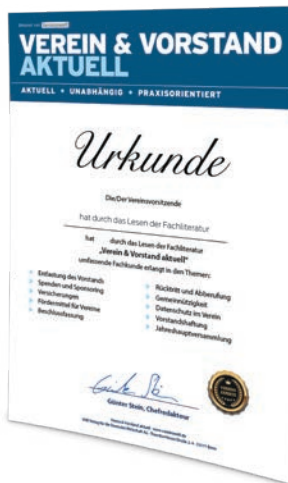 VEREIN & VORSTAND
AKTUELL
AKTUELL • UNABHÄNGIG • PRAXISORIENTIERT
Urkunde
Die/Der Vereinsvorsitzende
hat durch das Lesen der Fachliteratur
hat durch das Lesen der Fachliteratur
„Verein & Vorstand aktuell“
umfassende Fachkunde erlangt in den Themen:
Entlastung des Vorstands
Spenden und Sponsoring
Versicherungen
Fördermittel für Vereine
Beschlussfassung
Rücktritt und Abberufung
Gemeinnützigkeit
Datenschutz im Verein
Vorstandshaftung
Jahreshauptversammlung
Günter Stein, Chefredakteur